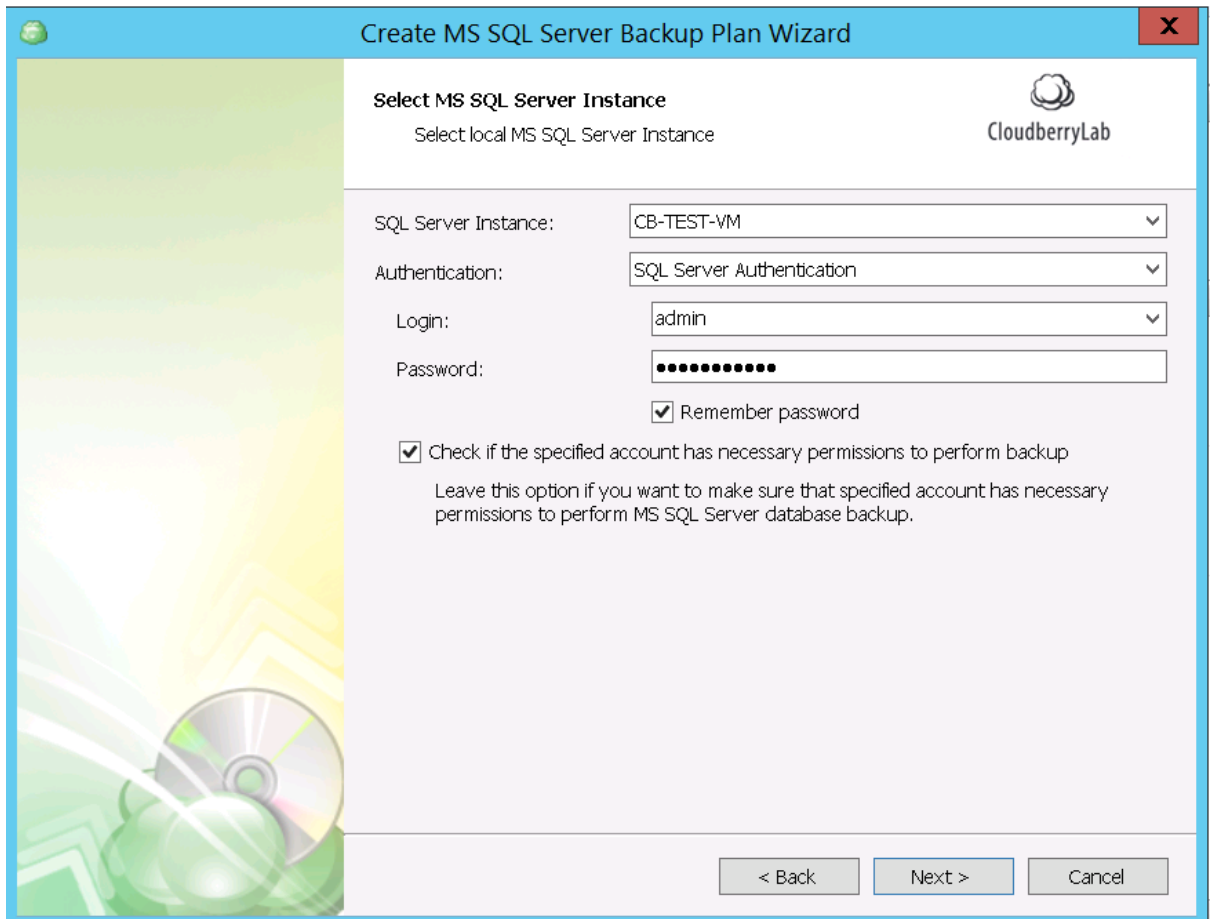 Create MS SQL Server Backup Plan Wizard
X
Select MS SQL Server Instance
Select local MS SQL Server Instance
CloudberryLab
SQL Server Instance:
CB-TEST-VM
Authentication:
SQL Server Authentication
Login:
admin
Password:
●●●●●●●●●●●
Remember password
Check if the specified account has necessary permissions to perform backup
Leave this option if you want to make sure that specified account has necessary
permissions to perform MS SQL Server database backup.
< Back
Next >
Cancel